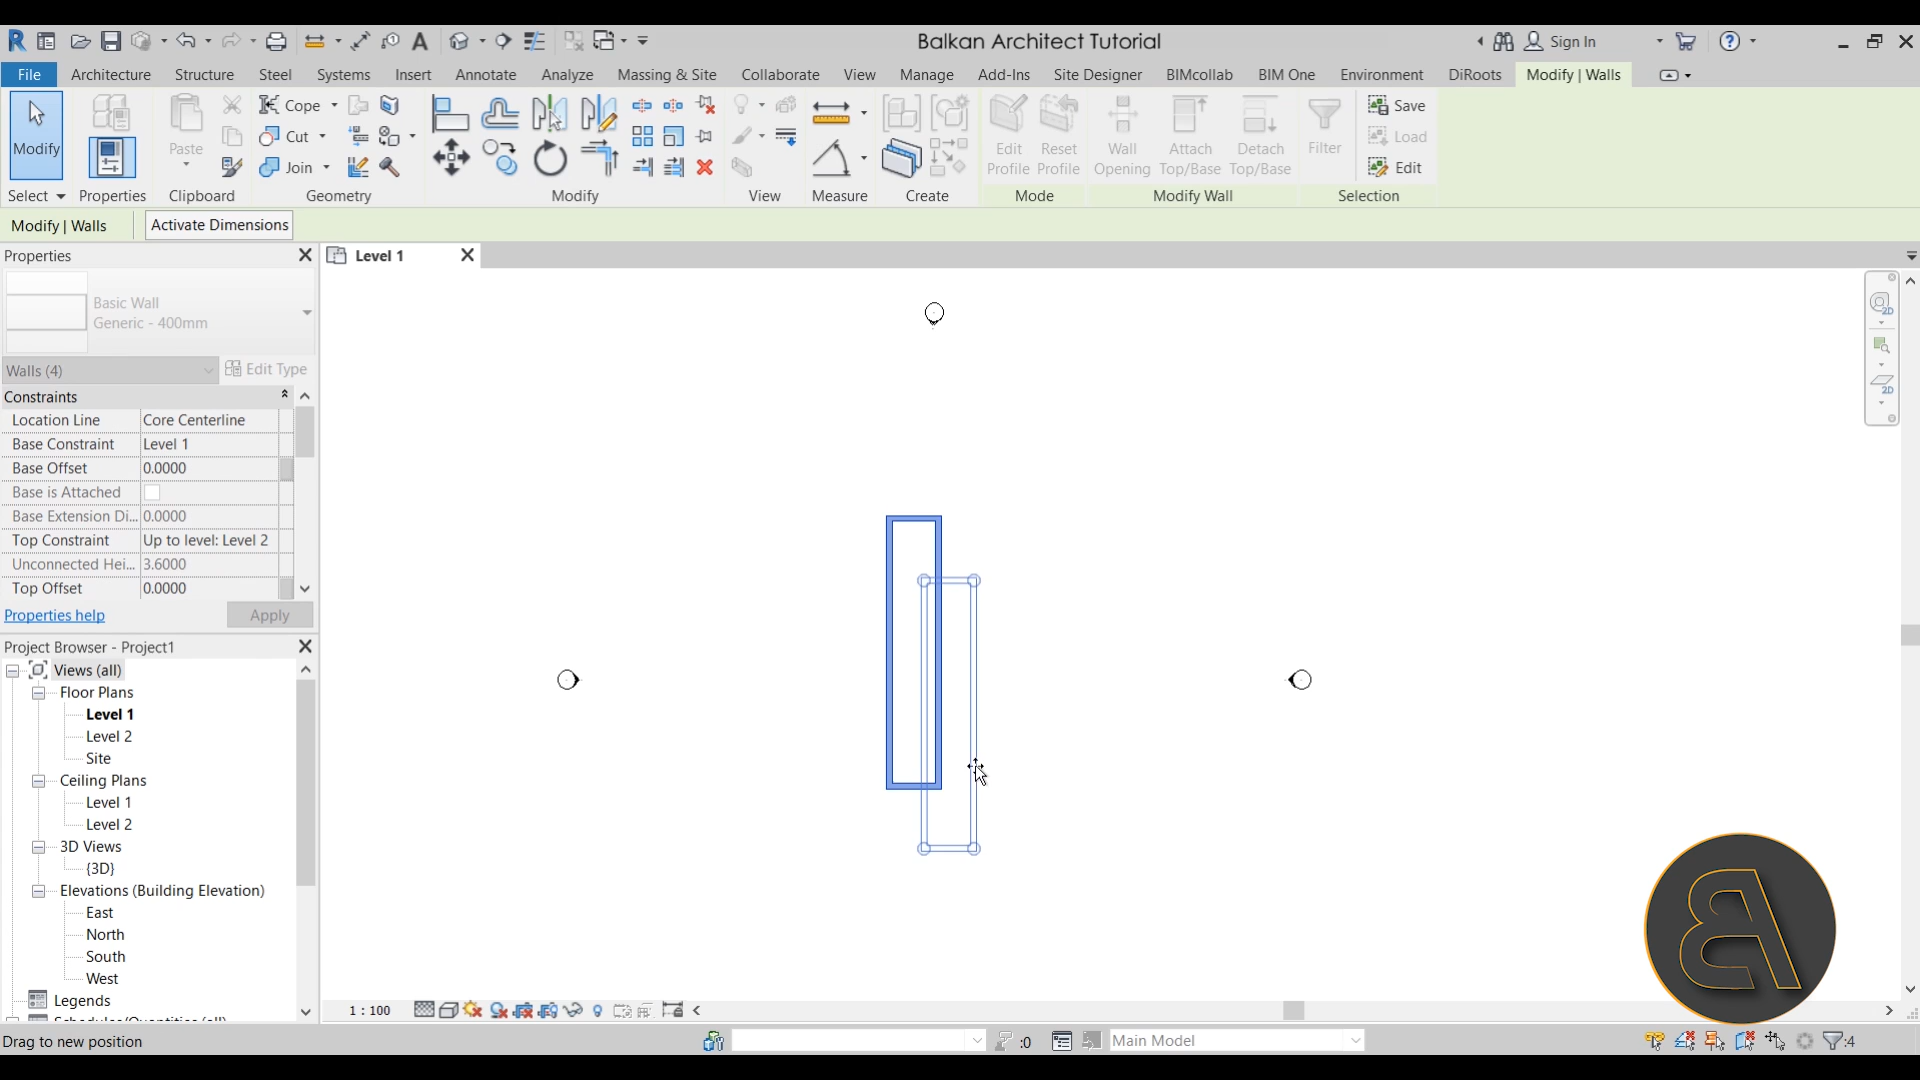 Balkan Architect Tutorial
Sign In
File Architecture Structure Steel Systems Insert Annotate Analyze Massing & Site Collaborate View Manage Add-Ins Site Designer BIMcollab BIM One Environment DiRoots Modify | Walls
Modify
Paste
Cope
Cut
Join
Edit Profile
Reset Profile
Wall Opening
Attach Top/Base
Detach Top/Base
Filter
Save
Load
Edit
Select Properties Clipboard Geometry Modify View Measure Create Mode Modify Wall Selection
Modify | Walls Activate Dimensions
Properties
Level 1
Basic Wall
Generic - 400mm
Walls (4) Edit Type
Constraints
Location Line Core Centerline
Base Constraint Level 1
Base Offset 0.0000
Base is Attached
Base Extension Di... 0.0000
Top Constraint Up to level: Level 2
Unconnected Hei... 3.6000
Top Offset 0.0000
Properties help Apply
Project Browser - Project1
Views (all)
Floor Plans
Level 1
Level 2
Site
Ceiling Plans
Level 1
Level 2
3D Views
{3D}
Elevations (Building Elevation)
East
North
South
West
Legends
2D
2D
1 : 100
Drag to new position
:0
Main Model
:4